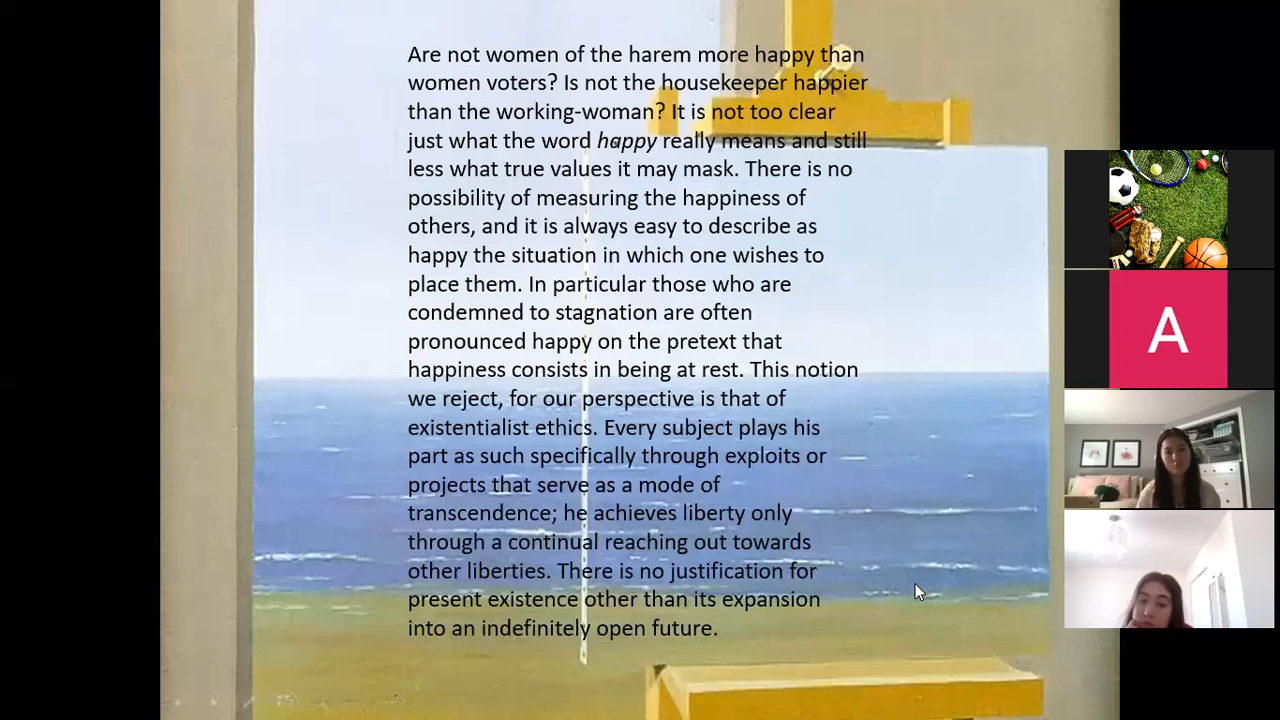 Are not women of the harem more happy than
women voters? Is not the housekeeper happier
than the working-woman? It is not too clear
just what the word happy really means and still
less what true values it may mask. There is no
possibility of measuring the happiness of
others, and it is always easy to describe as
happy the situation in which one wishes to
place them. In particular those who are
condemned to stagnation are often
pronounced happy on the pretext that
happiness consists in being at rest. This notion
we reject, for our perspective is that of
existentialist ethics. Every subject plays his
part as such specifically through exploits or
projects that serve as a mode of
transcendence; he achieves liberty only
through a continual reaching out towards
other liberties. There is no justification for
present existence other than its expansion
into an indefinitely open future.
A